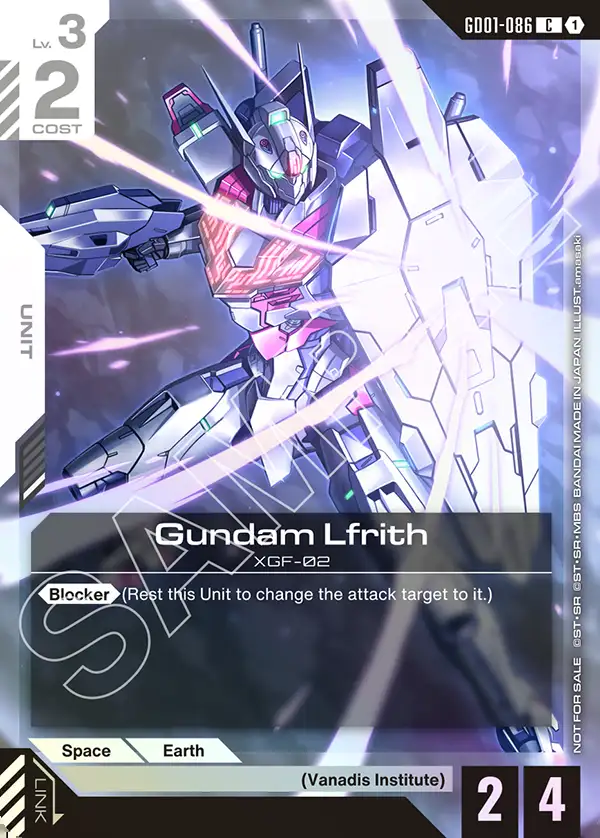 GD01-086 C 1
Lv. 3
2
COST
UNIT
SAMPLE
Gundam Lfrith
XGF-02
Blocker (Rest this Unit to change the attack target to it.)
Space Earth
LINK
(Vanadis Institute)
2 4
NOT FOR SALE ©ST・SR ©ST・SR・MBS BANDAI MADE IN JAPAN ILLUST.amasaki